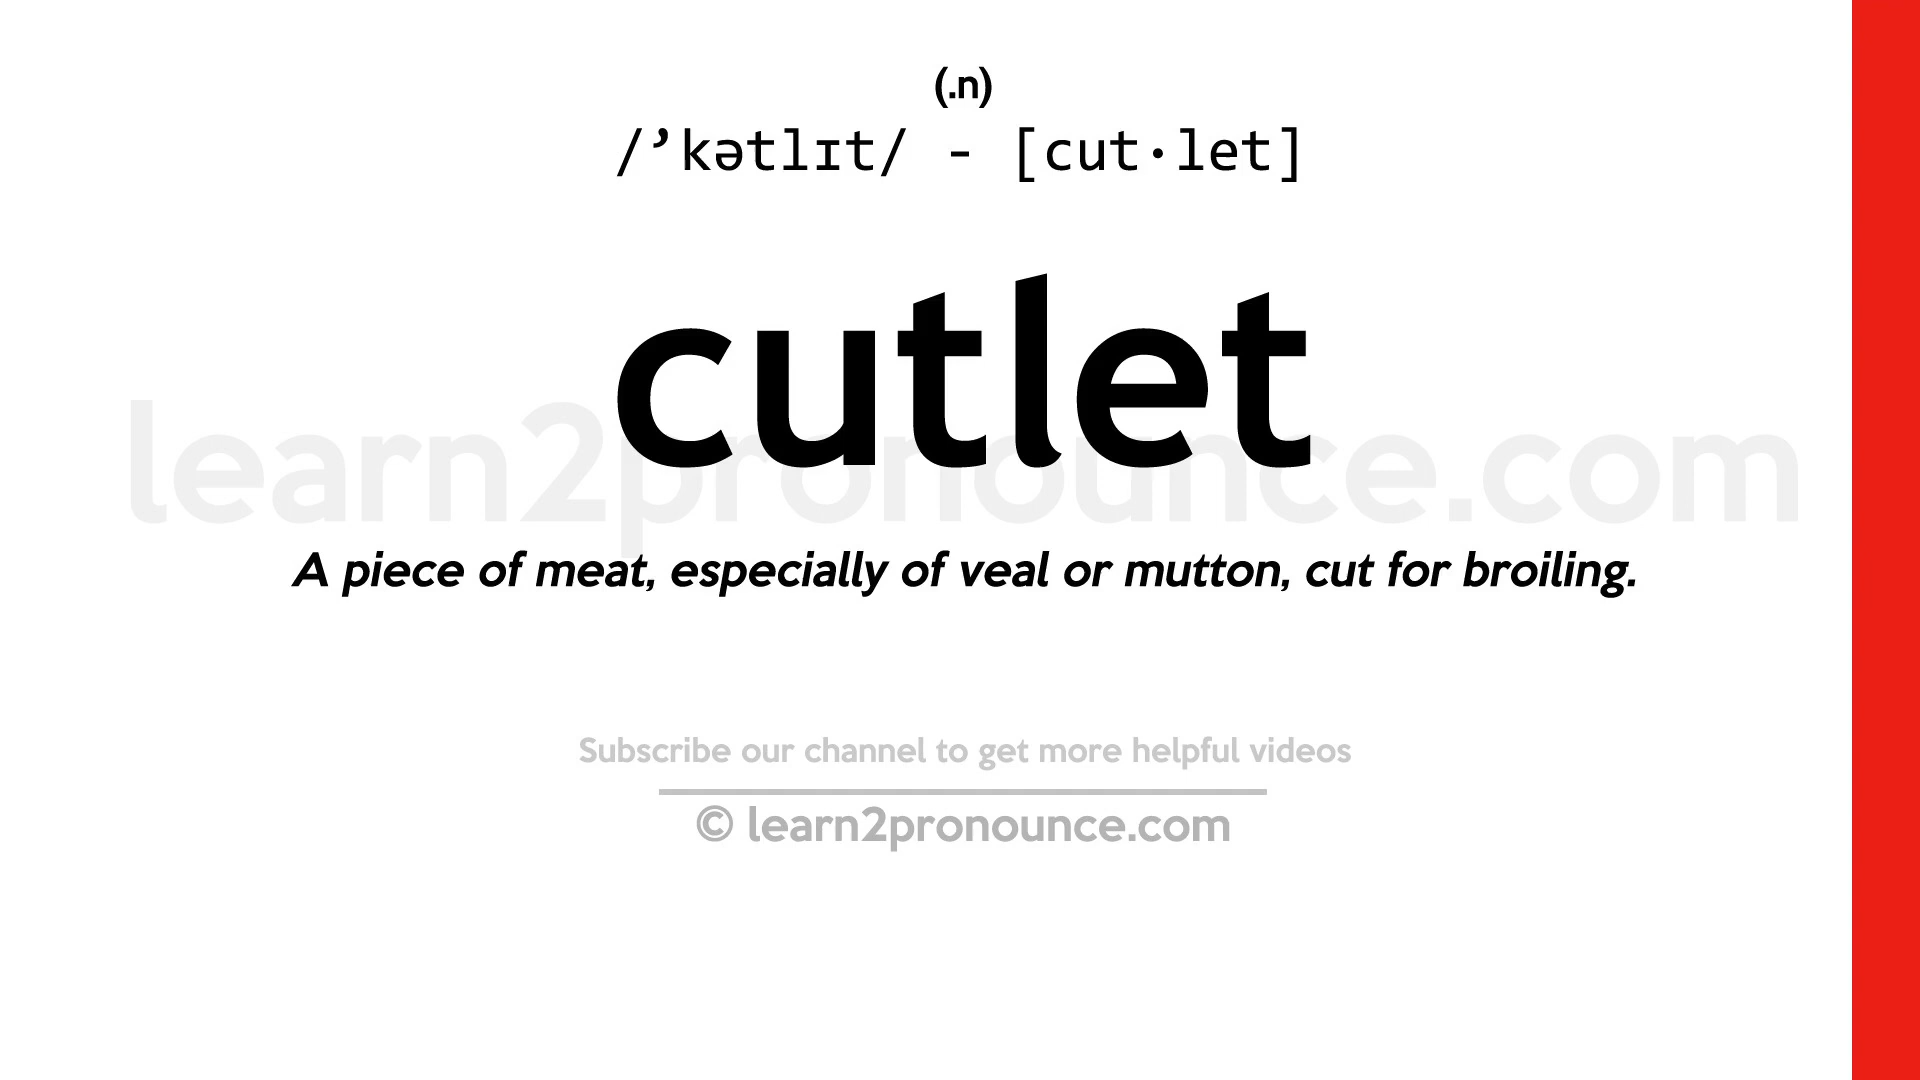 (.n)
/’kətlɪt/ - [cut·let]
cutlet
learn2pronounce.com
A piece of meat, especially of veal or mutton, cut for broiling.
Subscribe our channel to get more helpful videos
© learn2pronounce.com